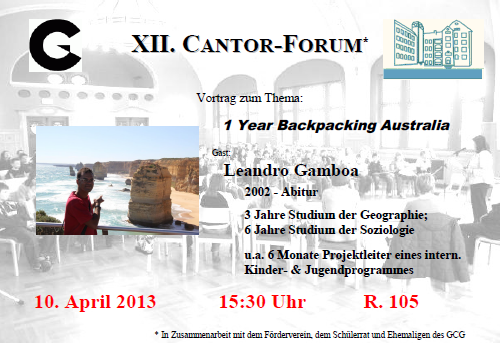 XII. CANTOR-FORUM*
Vortrag zum Thema:
1 Year Backpacking Australia
Gast:
Leandro Gamboa
2002 - Abitur
3 Jahre Studium der Geographie;
6 Jahre Studium der Soziologie
u.a. 6 Monate Projektleiter eines intern.
Kinder- & Jugendprogrammes
10. April 2013 15:30 Uhr R. 105
* In Zusammenarbeit mit dem Förderverein, dem Schülerrat und Ehemaligen des GCG